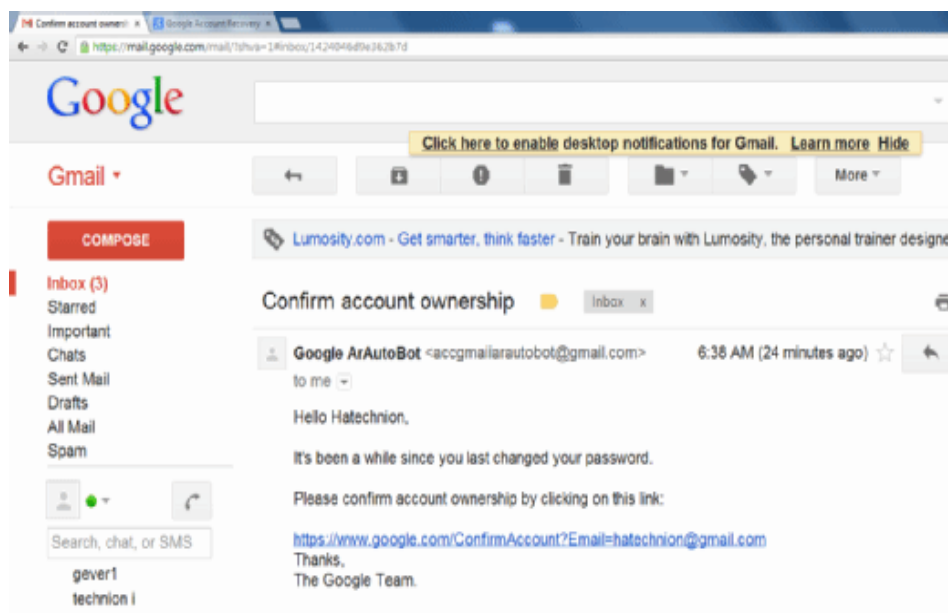 Confirm account owners
Google Account Recovery
https://mail.google.com/mail/?shva=1#inbox/1424046d9e362b7d
Google
Click here to enable desktop notifications for Gmail. Learn more Hide
Gmail
More
COMPOSE
Lumosity.com - Get smarter, think faster - Train your brain with Lumosity, the personal trainer designe
Inbox (3)
Starred
Important
Chats
Sent Mail
Drafts
All Mail
Spam
Confirm account ownership Inbox x
Google ArAutoBot <accgmailarautobot@gmail.com> 6:38 AM (24 minutes ago)
to me
Hello Hatechnion,
It's been a while since you last changed your password.
Please confirm account ownership by clicking on this link:
https://www.google.com/ConfirmAccount?Email=hatechnion@gmail.com
Thanks,
The Google Team.
Search, chat, or SMS
gever1
technion i